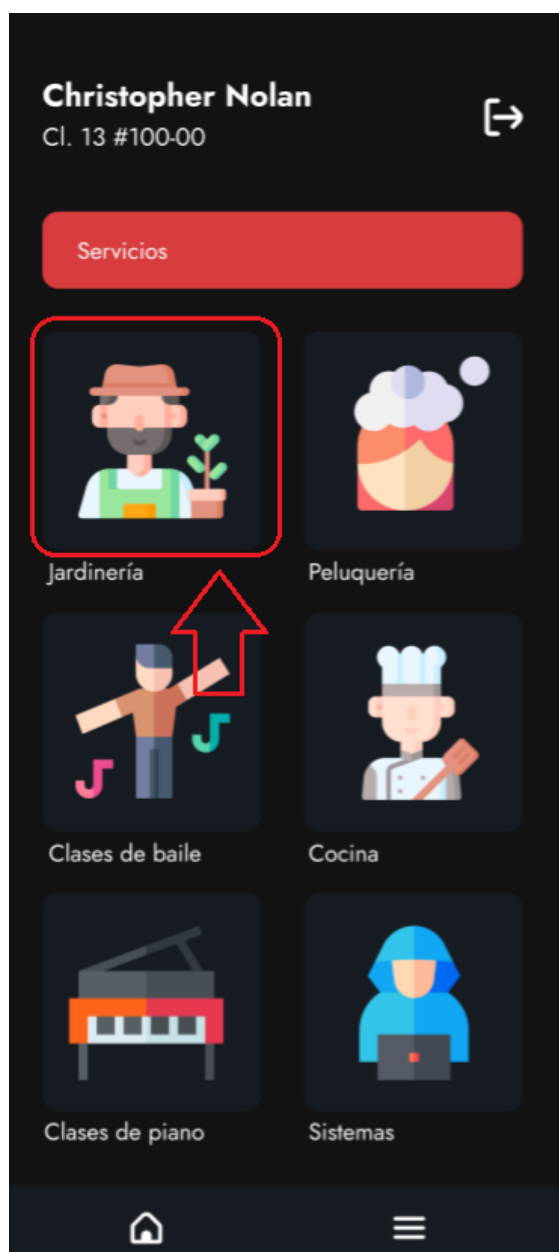 Christopher Nolan
Cl. 13 #100-00
Servicios
Jardinería
Peluquería
Clases de baile
Cocina
Clases de piano
Sistemas